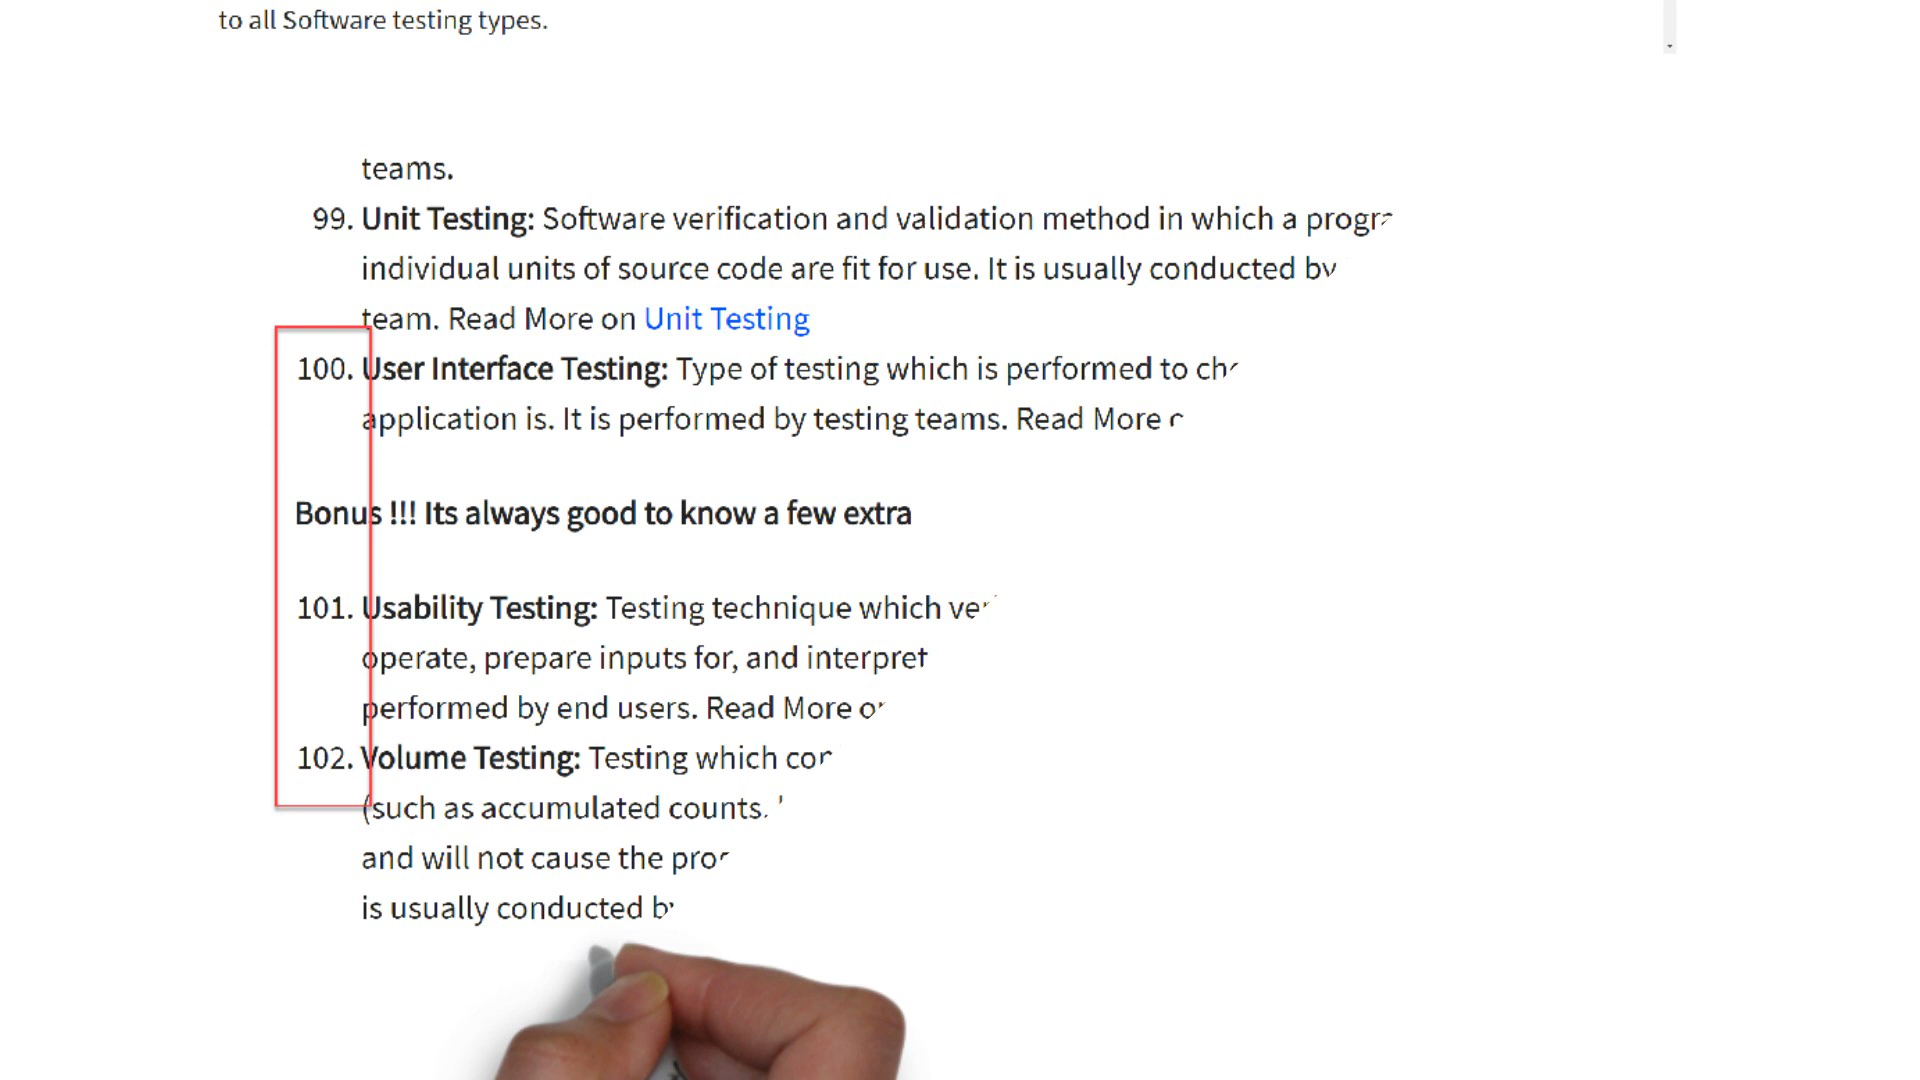 to all Software testing types.
teams.
99. Unit Testing: Software verification and validation method in which a
individual units of source code are fit for use. It is usually conducted by
team. Read More on Unit Testing
100. User Interface Testing: Type of testing which is performed to
application is. It is performed by testing teams. Read More
Bonus !!! Its always good to know a few extra
101. Usability Testing: Testing technique which
operate, prepare inputs for, and interpret
performed by end users. Read More
102. Volume Testing: Testing which
(such as accumulated counts.
and will not cause the
is usually conducted